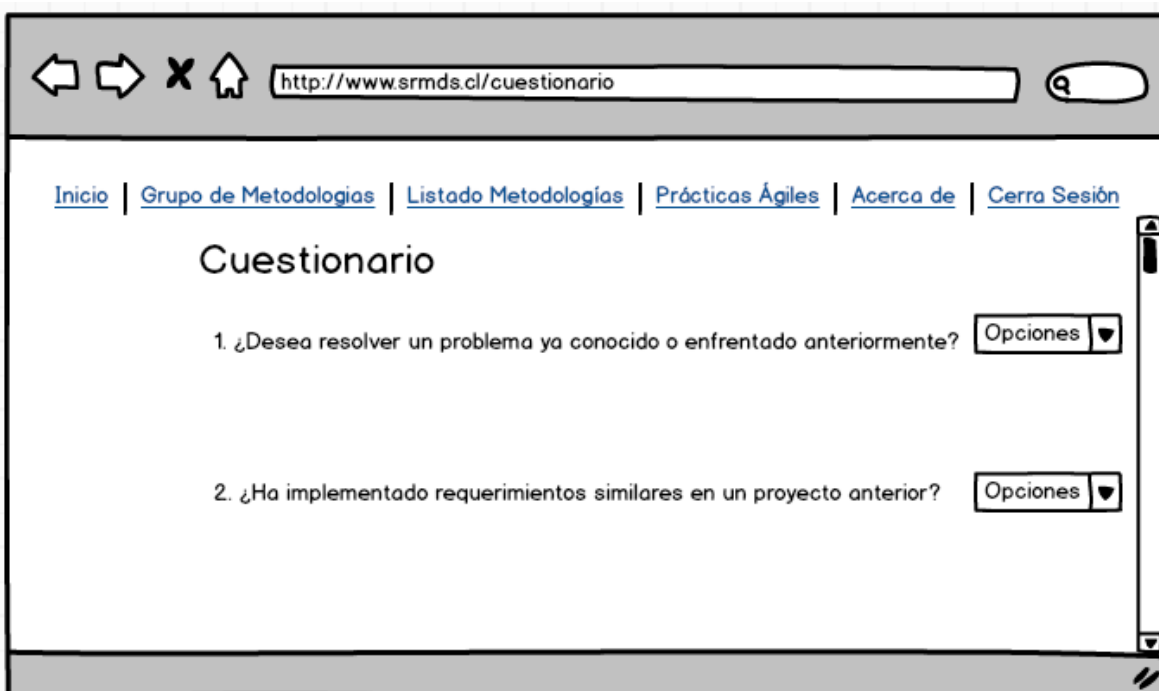 http://www.srmds.cl/cuestionario
Inicio | Grupo de Metodologias | Listado Metodologías | Prácticas Ágiles | Acerca de | Cerra Sesión
Cuestionario
1. ¿Desea resolver un problema ya conocido o enfrentado anteriormente? Opciones
2. ¿Ha implementado requerimientos similares en un proyecto anterior? Opciones